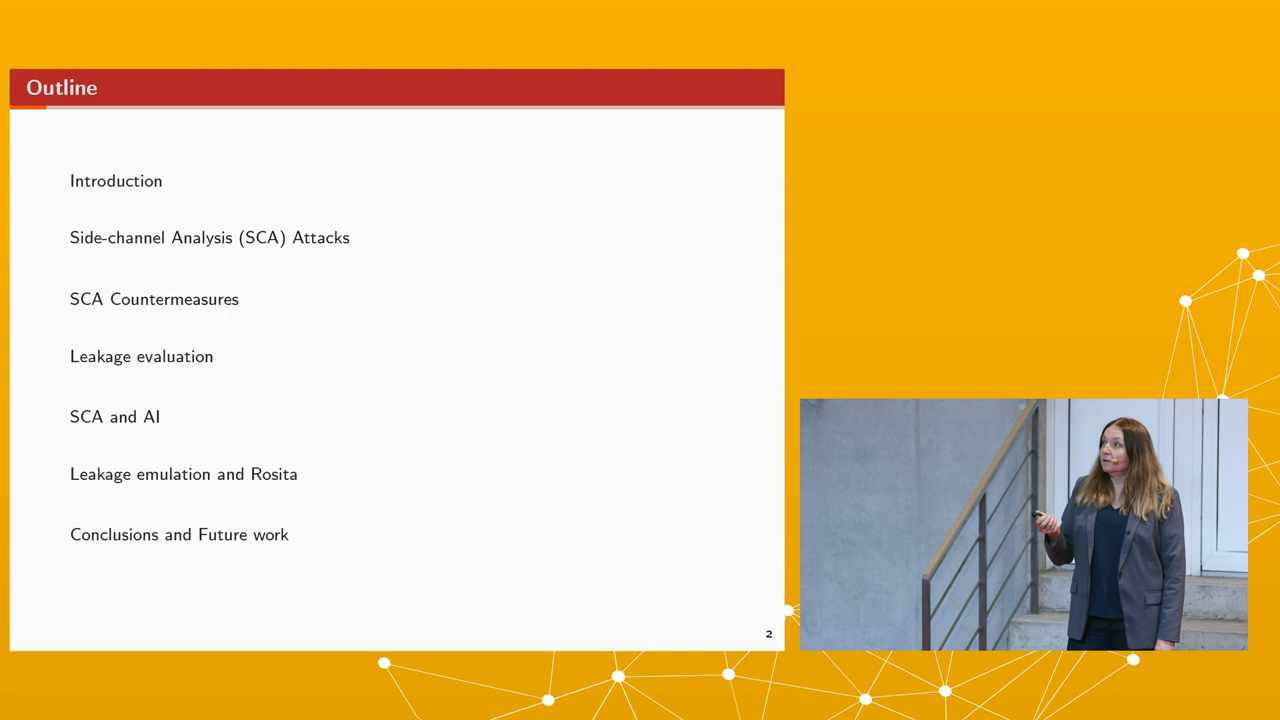 Outline
Introduction
Side-channel Analysis (SCA) Attacks
SCA Countermeasures
Leakage evaluation
SCA and AI
Leakage emulation and Rosita
Conclusions and Future work
2